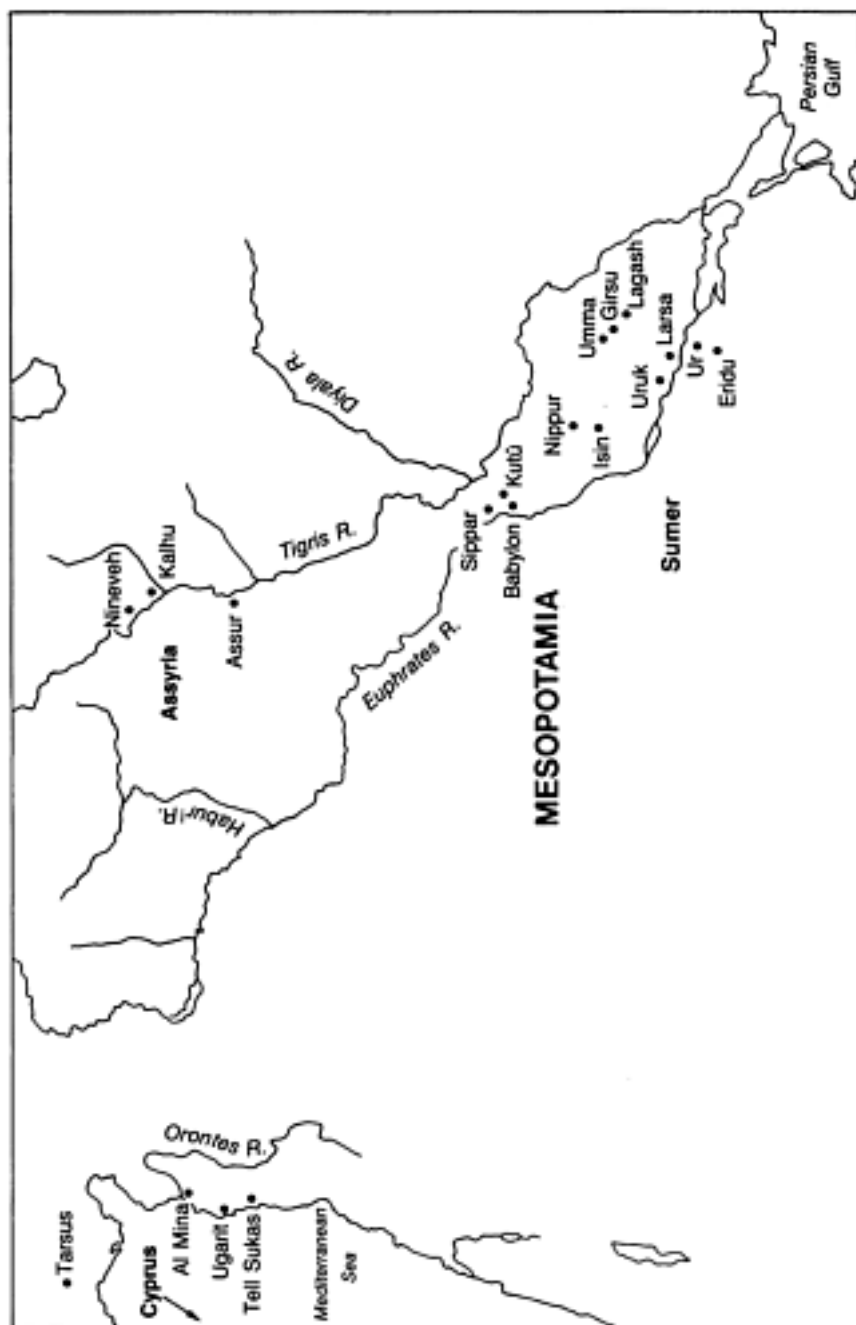 Tarsus
Cyprus
Al Mina
Ugarit
Tell Sukas
Mediterranean
Sea
Orontes R.
Habur R.
Euphrates R.
Assyria
Nineveh
Kalhu
Assur
Tigris R.
Diyala R.
MESOPOTAMIA
Sippar
Kutû
Babylon
Nippur
Isin
Sumer
Umma
Girsu
Lagash
Uruk
Larsa
Ur
Eridu
Persian
Gulf